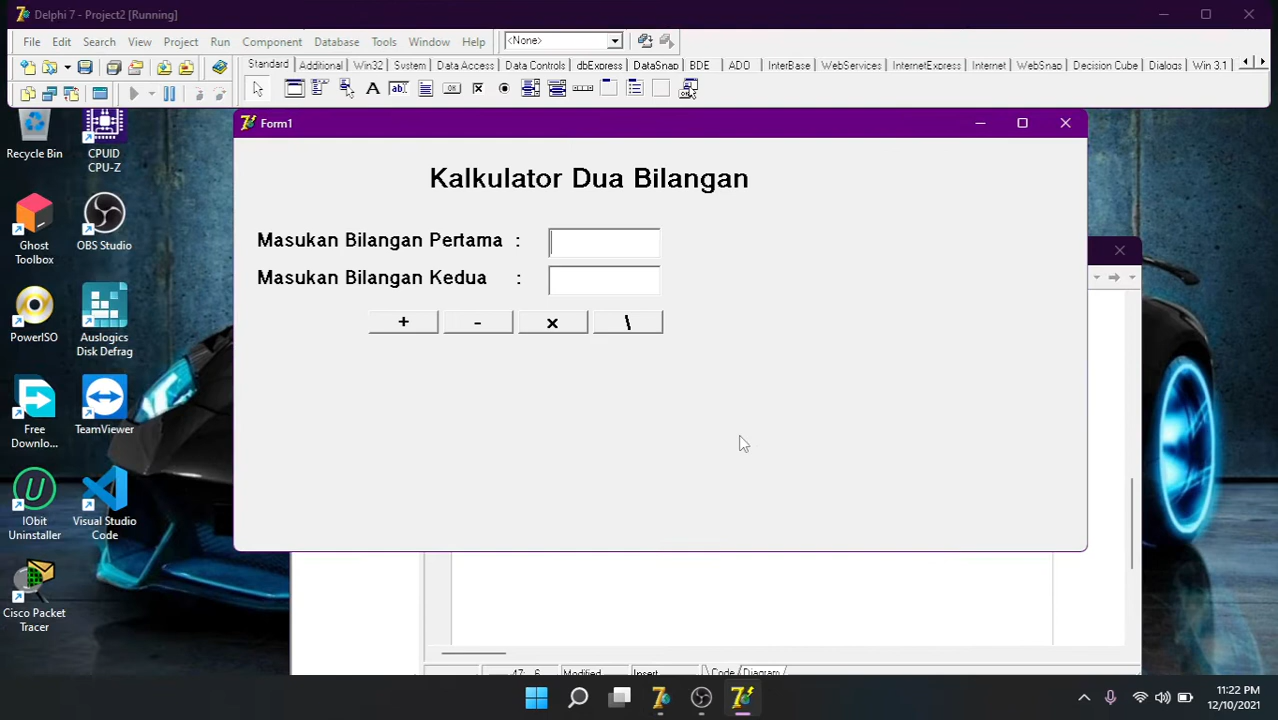 Delphi 7 - Project2 [Running]
File Edit Search View Project Run Component Database Tools Window Help <None>
Standard Additional Win32 System Data Access Data Controls dbExpress DataSnap BDE ADO InterBase WebServices InternetExpress Internet WebSnap Decision Cube Dialogs Win 3.1
Form1
Kalkulator Dua Bilangan
Masukan Bilangan Pertama :
Masukan Bilangan Kedua :
+ - x \
Recycle Bin
CPUID CPU-Z
Ghost Toolbox
OBS Studio
PowerISO
Auslogics Disk Defrag
Free Downlo...
TeamViewer
IObit Uninstaller
Visual Studio Code
Cisco Packet Tracer
47: 6 Modified Insert Code Diagram
11:22 PM
12/10/2021